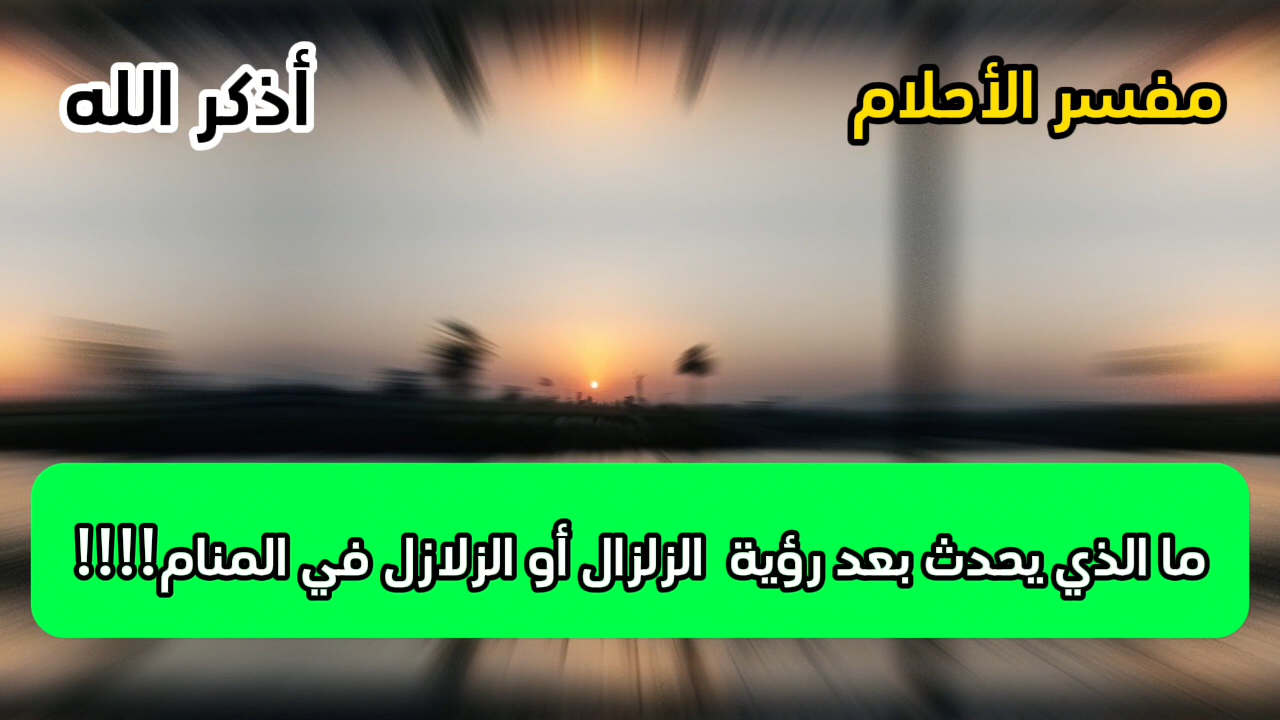 مفسر الأحلام
أذكر الله
ما الذي يحدث بعد رؤية الزلزال أو الزلازل في المنام!!!!